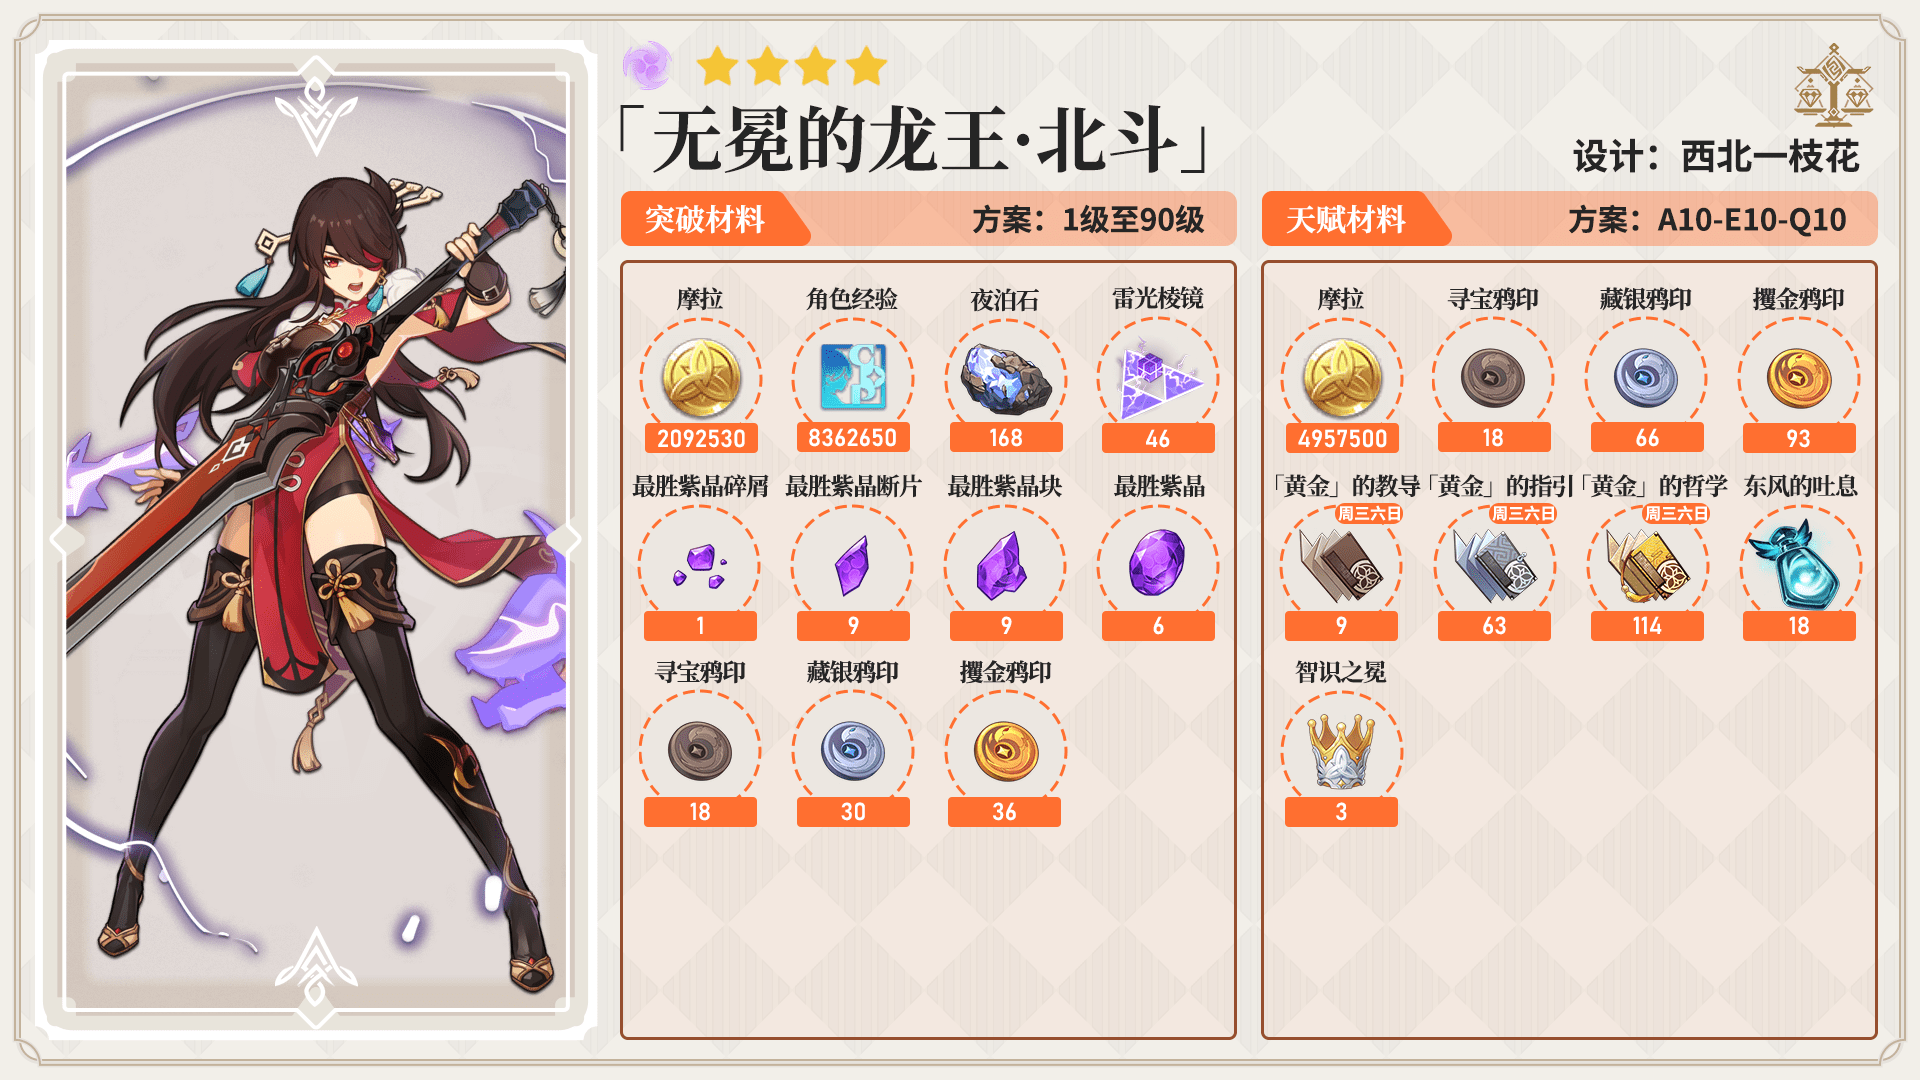 「无冕的龙王·北斗」
设计：西北一枝花
突破材料
方案：1级至90级
摩拉
角色经验
夜泊石
雷光棱镜
2092530
8362650
168
46
最胜紫晶碎屑
最胜紫晶断片
最胜紫晶块
最胜紫晶
1
9
9
6
寻宝鸦印
藏银鸦印
攫金鸦印
18
30
36
天赋材料
方案：A10-E10-Q10
摩拉
寻宝鸦印
藏银鸦印
攫金鸦印
4957500
18
66
93
「黄金」的教导
「黄金」的指引
「黄金」的哲学
东风的吐息
周三六日
周三六日
周三六日
9
63
114
18
智识之冕
3